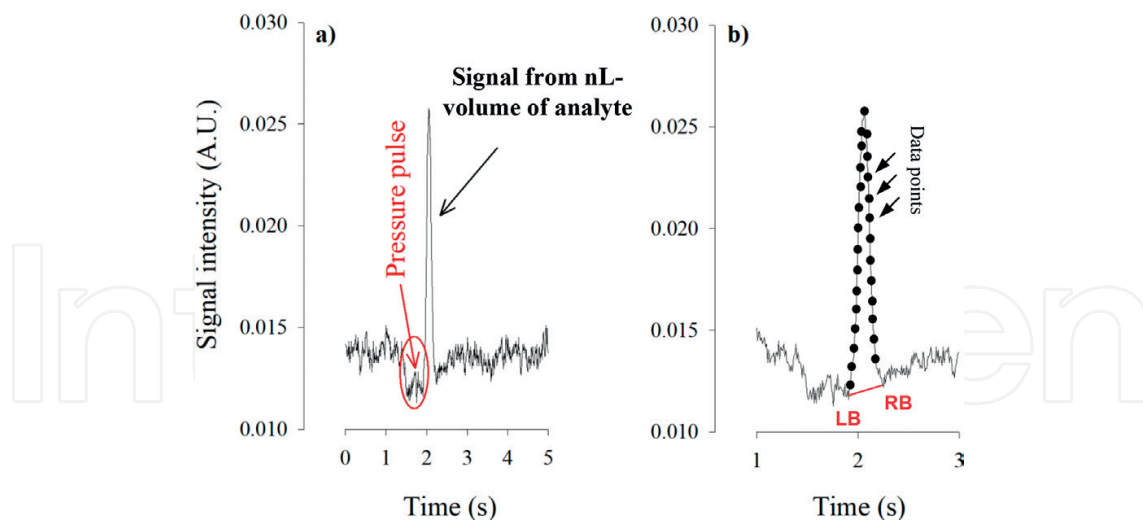 a)
0.030
0.025
0.020
0.015
0.010
Signal intensity (A.U.)
Signal from nL-
volume of analyte
Pressure pulse
0 1 2 3 4 5
Time (s)
b)
0.030
0.025
0.020
0.015
0.010
Data points
LB
RB
1 2 3
Time (s)